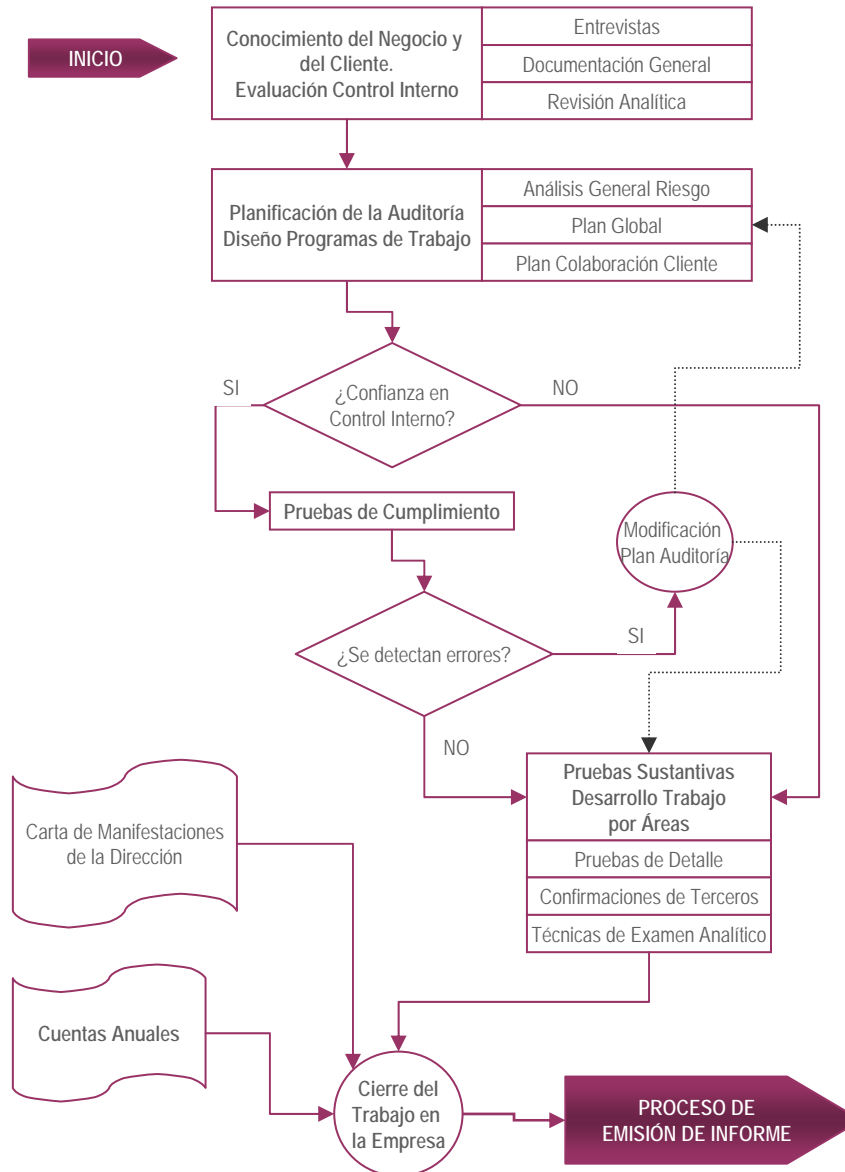 INICIO
Conocimiento del Negocio y
del Cliente.
Evaluación Control Interno
Entrevistas
Documentación General
Revisión Analítica
Planificación de la Auditoría
Diseño Programas de Trabajo
Análisis General Riesgo
Plan Global
Plan Colaboración Cliente
SI
¿Confianza en
Control Interno?
NO
Pruebas de Cumplimiento
Modificación
Plan Auditoría
¿Se detectan errores?
SI
NO
Pruebas Sustantivas
Desarrollo Trabajo
por Áreas
Pruebas de Detalle
Confirmaciones de Terceros
Técnicas de Examen Analítico
Carta de Manifestaciones
de la Dirección
Cuentas Anuales
Cierre del
Trabajo en
la Empresa
PROCESO DE
EMISIÓN DE INFORME